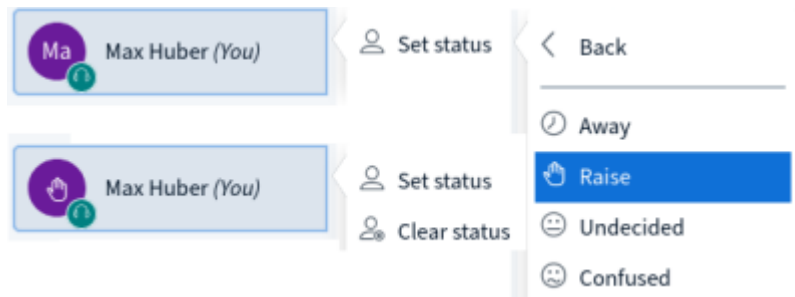 Ma Max Huber (You)
Set status
Max Huber (You)
Set status
Clear status
Back
Away
Raise
Undecided
Confused